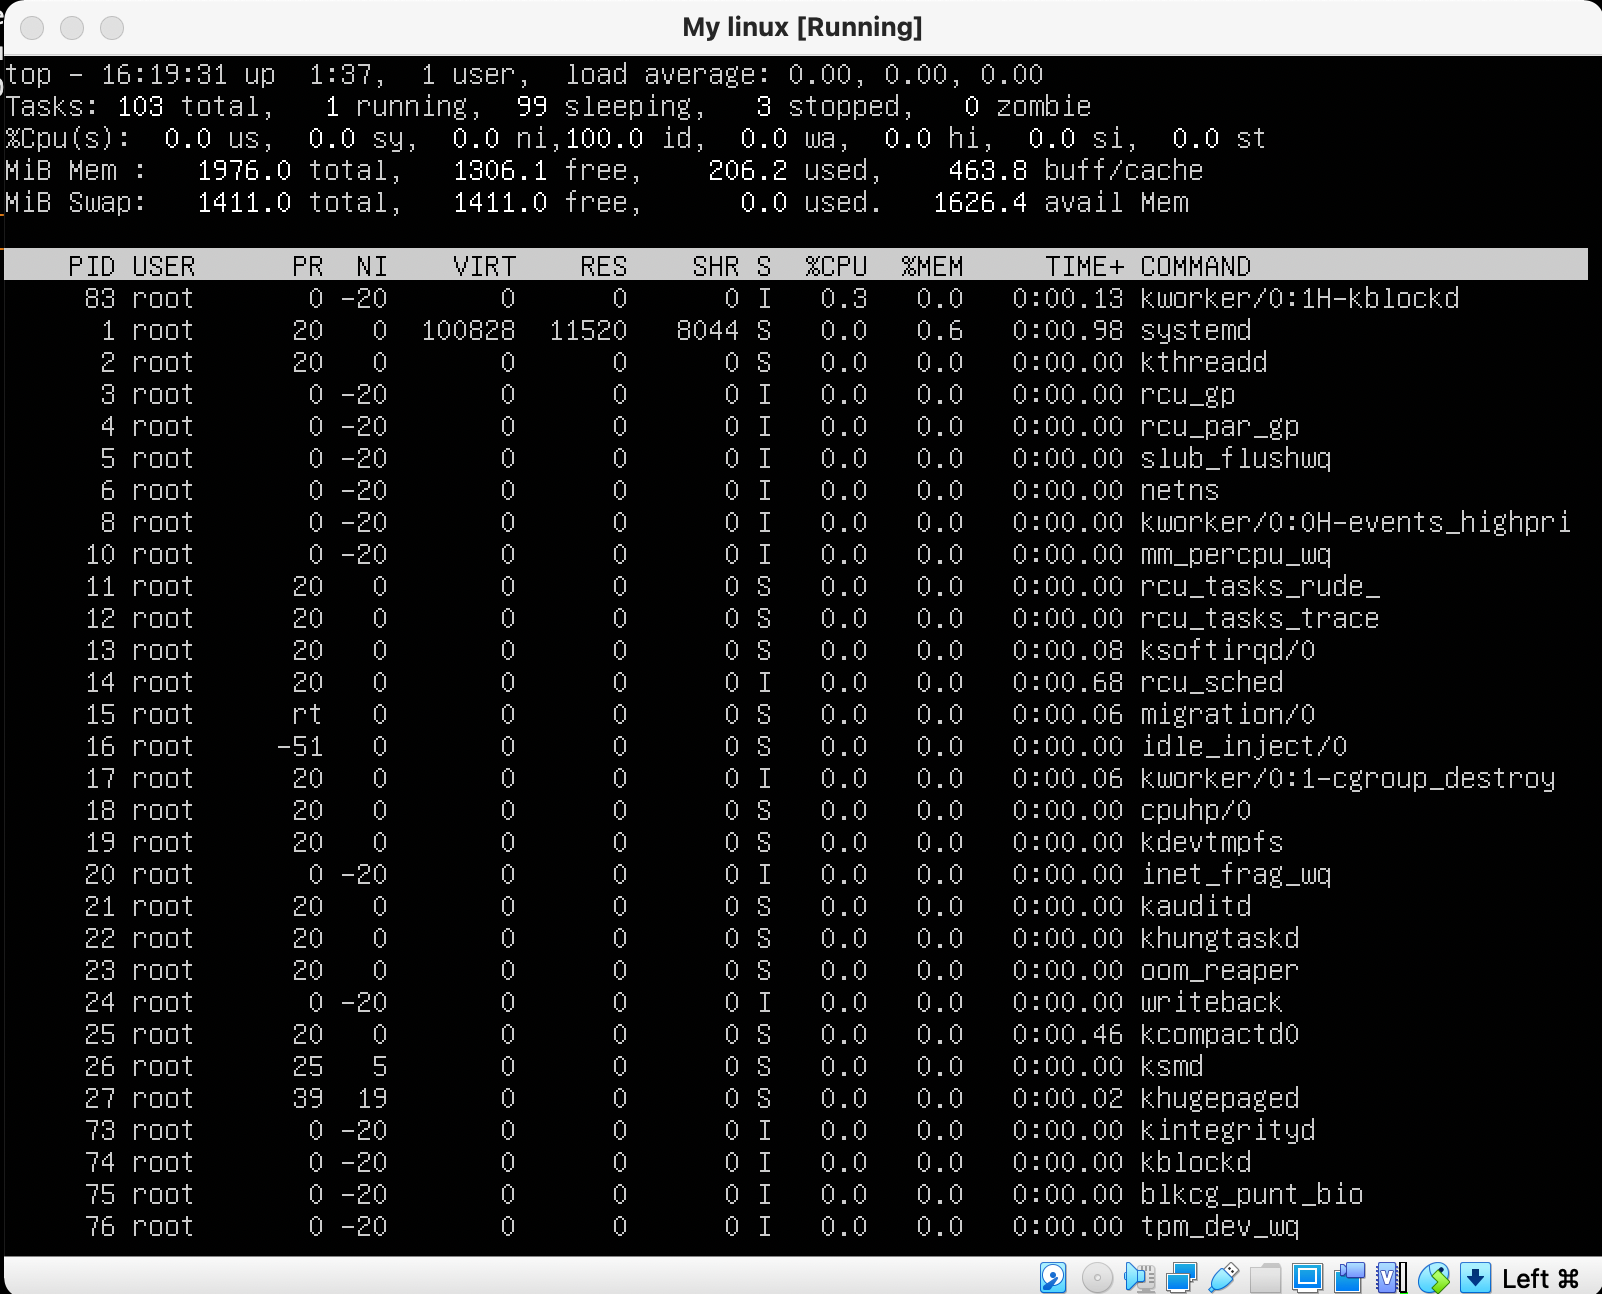 My linux [Running]
top - 16:19:31 up  1:37,  1 user,  load average: 0.00, 0.00, 0.00
Tasks: 103 total,   1 running,  99 sleeping,   3 stopped,   0 zombie
%Cpu(s):  0.0 us,  0.0 sy,  0.0 ni,100.0 id,  0.0 wa,  0.0 hi,  0.0 si,  0.0 st
MiB Mem :   1976.0 total,   1306.1 free,    206.2 used,    463.8 buff/cache
MiB Swap:   1411.0 total,   1411.0 free,      0.0 used.   1626.4 avail Mem
PID USER PR NI VIRT RES SHR S %CPU %MEM TIME+ COMMAND
83 root 0 -20 0 0 0 I 0.3 0.0 0:00.13 kworker/0:1H-kblockd
1 root 20 0 100828 11520 8044 S 0.0 0.6 0:00.98 systemd
2 root 20 0 0 0 0 S 0.0 0.0 0:00.00 kthreadd
3 root 0 -20 0 0 0 I 0.0 0.0 0:00.00 rcu_gp
4 root 0 -20 0 0 0 I 0.0 0.0 0:00.00 rcu_par_gp
5 root 0 -20 0 0 0 I 0.0 0.0 0:00.00 slub_flushwq
6 root 0 -20 0 0 0 I 0.0 0.0 0:00.00 netns
8 root 0 -20 0 0 0 I 0.0 0.0 0:00.00 kworker/0:0H-events_highpri
10 root 0 -20 0 0 0 I 0.0 0.0 0:00.00 mm_percpu_wq
11 root 20 0 0 0 0 S 0.0 0.0 0:00.00 rcu_tasks_rude_
12 root 20 0 0 0 0 S 0.0 0.0 0:00.00 rcu_tasks_trace
13 root 20 0 0 0 0 S 0.0 0.0 0:00.08 ksoftirqd/0
14 root 20 0 0 0 0 I 0.0 0.0 0:00.68 rcu_sched
15 root rt 0 0 0 0 S 0.0 0.0 0:00.06 migration/0
16 root -51 0 0 0 0 S 0.0 0.0 0:00.00 idle_inject/0
17 root 20 0 0 0 0 I 0.0 0.0 0:00.06 kworker/0:1-cgroup_destroy
18 root 20 0 0 0 0 S 0.0 0.0 0:00.00 cpuhp/0
19 root 20 0 0 0 0 S 0.0 0.0 0:00.00 kdevtmpfs
20 root 0 -20 0 0 0 I 0.0 0.0 0:00.00 inet_frag_wq
21 root 20 0 0 0 0 S 0.0 0.0 0:00.00 kauditd
22 root 20 0 0 0 0 S 0.0 0.0 0:00.00 khungtaskd
23 root 20 0 0 0 0 S 0.0 0.0 0:00.00 oom_reaper
24 root 0 -20 0 0 0 I 0.0 0.0 0:00.00 writeback
25 root 20 0 0 0 0 S 0.0 0.0 0:00.46 kcompactd0
26 root 25 5 0 0 0 S 0.0 0.0 0:00.00 ksmd
27 root 39 19 0 0 0 S 0.0 0.0 0:00.02 khugepaged
73 root 0 -20 0 0 0 I 0.0 0.0 0:00.00 kintegrityd
74 root 0 -20 0 0 0 I 0.0 0.0 0:00.00 kblockd
75 root 0 -20 0 0 0 I 0.0 0.0 0:00.00 blkcg_punt_bio
76 root 0 -20 0 0 0 I 0.0 0.0 0:00.00 tpm_dev_wq
Left ⌘